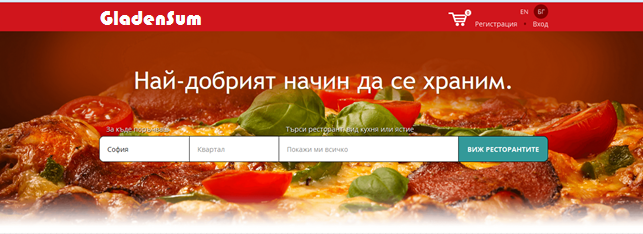 GladenSum
0
EN
БГ
Регистрация
Вход
Най-добрият начин да се храним.
За къде поръчваш
Търси ресторант, вид кухня или ястие
София
Квартал
Покажи ми всичко
ВИЖ РЕСТОРАНТИТЕ